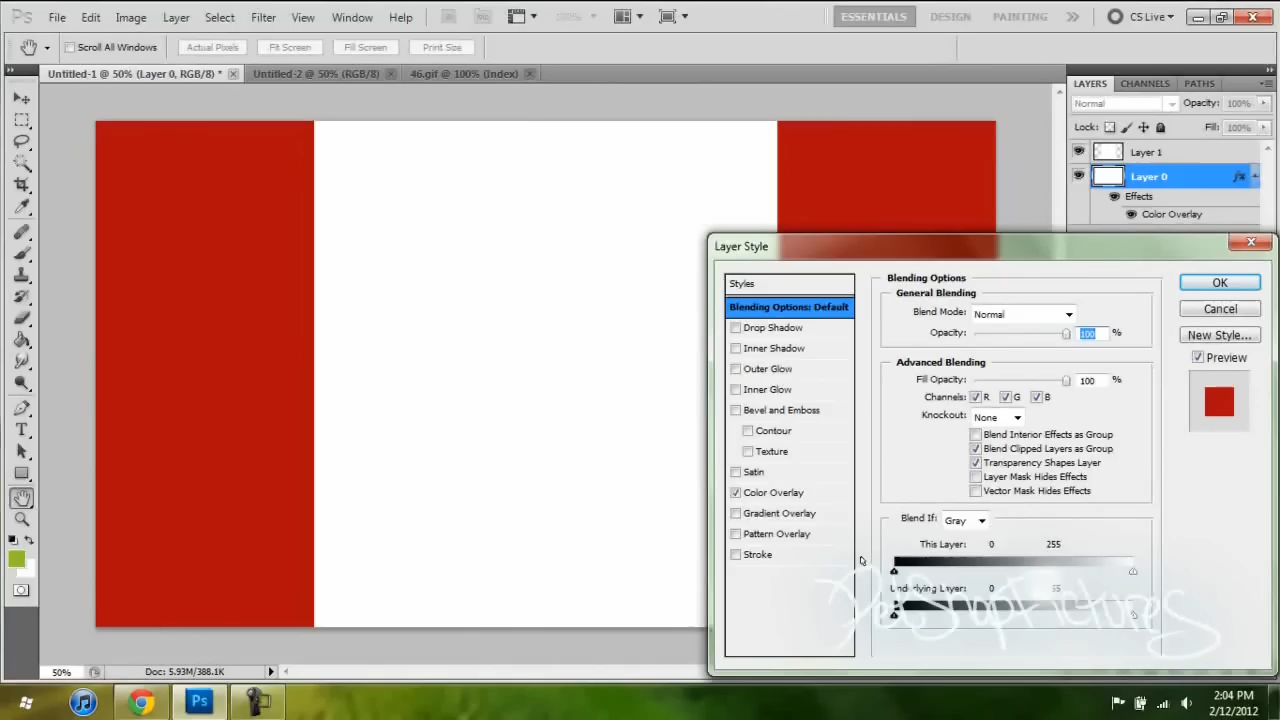 Ps File Edit Image Layer Select Filter View Window Help 100% ESSENTIALS DESIGN PAINTING CS Live
Scroll All Windows Actual Pixels Fit Screen Fill Screen Print Size
Untitled-1 @ 50% (Layer 0, RGB/8) * Untitled-2 @ 50% (RGB/8) 46.gif @ 100% (Index)
LAYERS CHANNELS PATHS
Normal Opacity: 100%
Lock: Fill: 100%
Layer 1
Layer 0 fx
Effects
Color Overlay
Layer Style
Styles
Blending Options: Default
Drop Shadow
Inner Shadow
Outer Glow
Inner Glow
Bevel and Emboss
Contour
Texture
Satin
Color Overlay
Gradient Overlay
Pattern Overlay
Stroke
Blending Options
General Blending
Blend Mode: Normal
Opacity: 100 %
Advanced Blending
Fill Opacity: 100 %
Channels: R G B
Knockout: None
Blend Interior Effects as Group
Blend Clipped Layers as Group
Transparency Shapes Layer
Layer Mask Hides Effects
Vector Mask Hides Effects
Blend If: Gray
This Layer: 0 255
Underlying Layer: 0
OK
Cancel
New Style...
Preview
50% Doc: 5.93M/388.1K
Ps
2:04 PM
2/12/2012